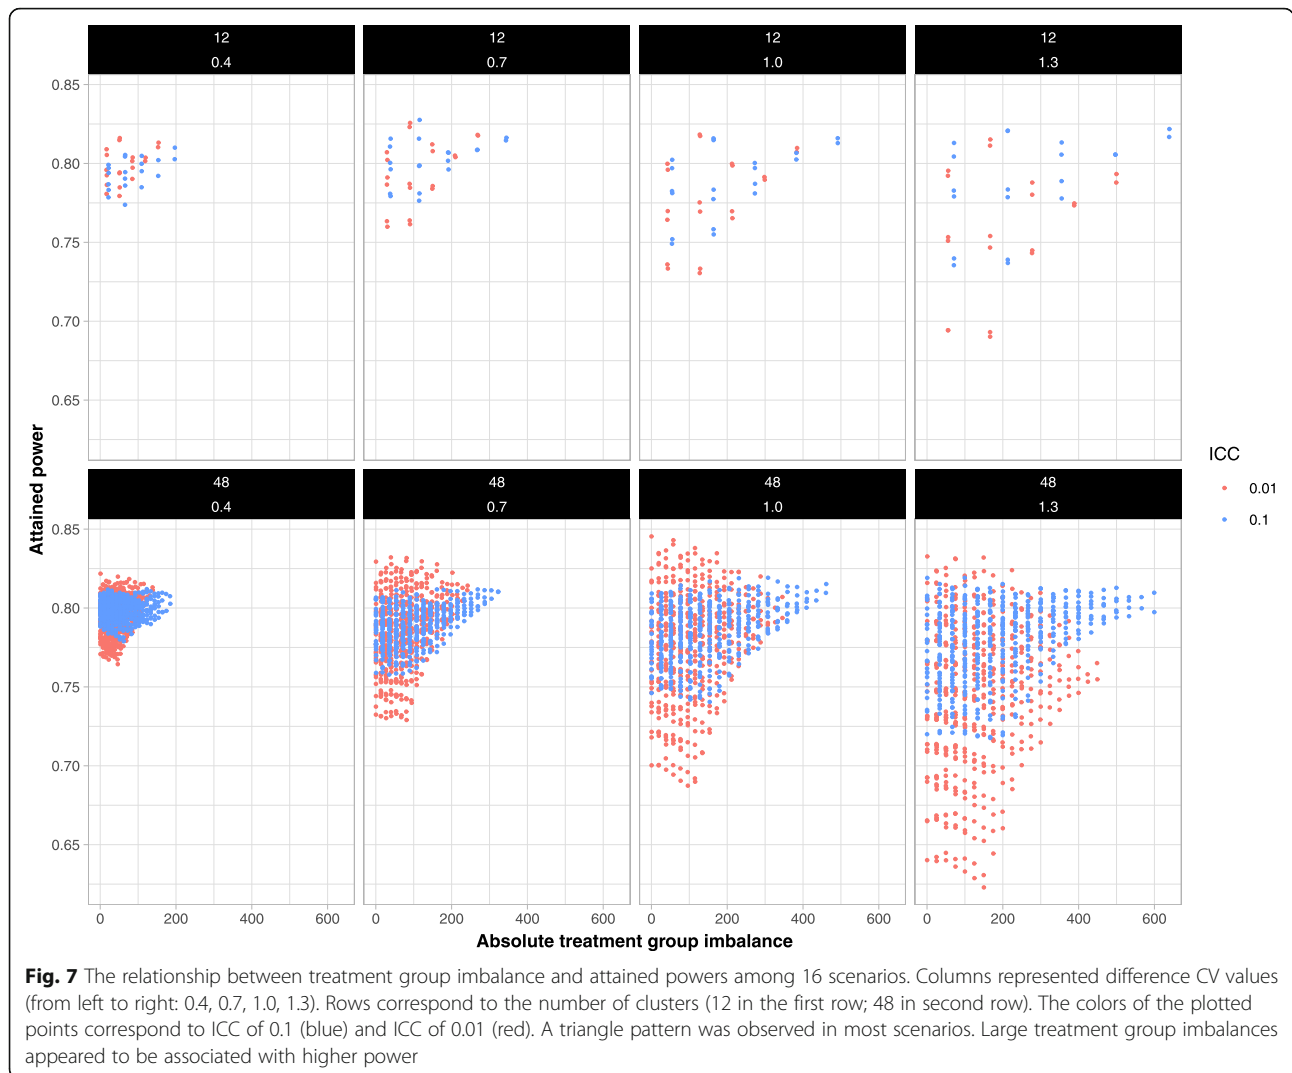 12
0.4
12
0.7
12
1.0
12
1.3
0.85
0.80
0.75
0.70
0.65
Attained power
48
0.4
48
0.7
48
1.0
48
1.3
0.85
0.80
0.75
0.70
0.65
0 200 400 600
0 200 400 600
0 200 400 600
0 200 400 600
Absolute treatment group imbalance
ICC
0.01
0.1
Fig. 7 The relationship between treatment group imbalance and attained powers among 16 scenarios. Columns represented difference CV values
(from left to right: 0.4, 0.7, 1.0, 1.3). Rows correspond to the number of clusters (12 in the first row; 48 in second row). The colors of the plotted
points correspond to ICC of 0.1 (blue) and ICC of 0.01 (red). A triangle pattern was observed in most scenarios. Large treatment group imbalances
appeared to be associated with higher power